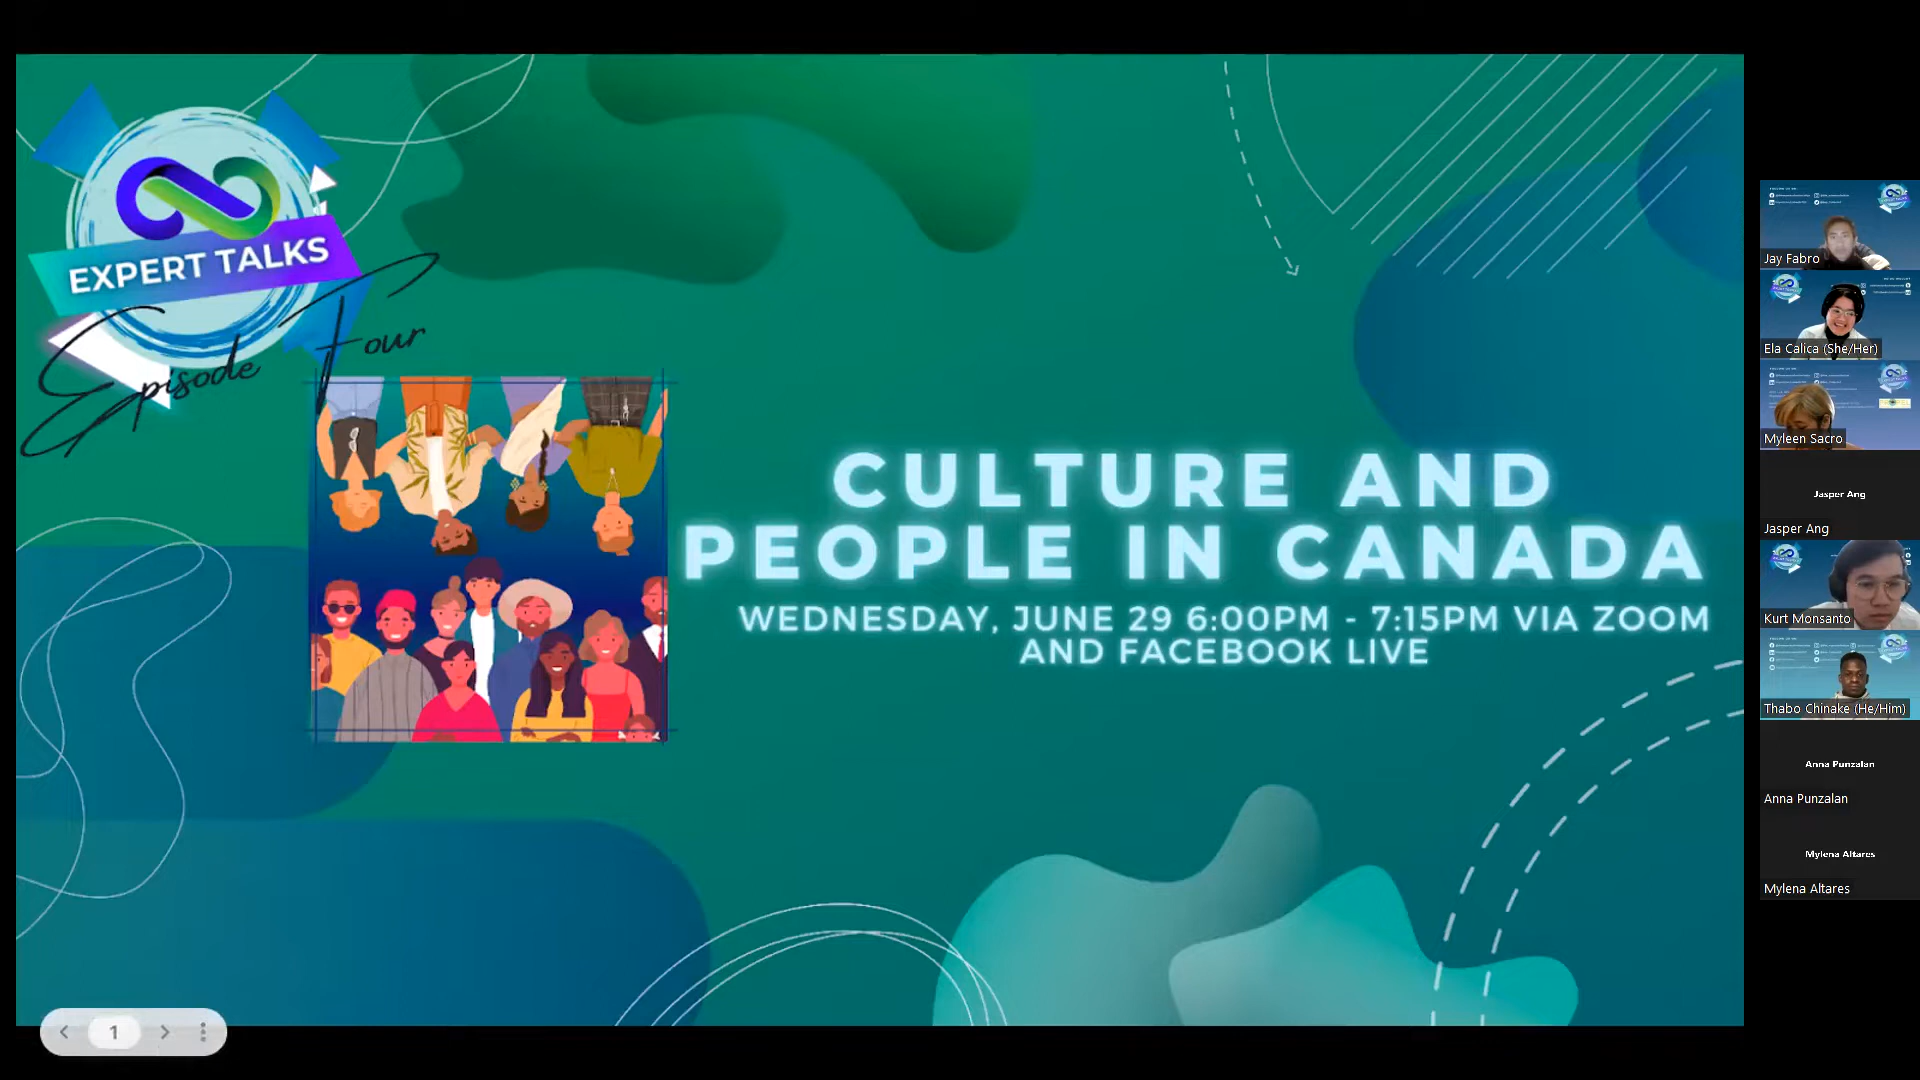 EXPERT TALKS
Episode Four
CULTURE AND
PEOPLE IN CANADA
WEDNESDAY, JUNE 29 6:00PM - 7:15PM VIA ZOOM
AND FACEBOOK LIVE
1
EXPERT TALKS
Jay Fabro
Ela Calica (She/Her)
Myleen Sacro
Jasper Ang
Jasper Ang
Kurt Monsanto
Thabo Chinake (He/Him)
Anna Punzalan
Anna Punzalan
Mylena Altares
Mylena Altares